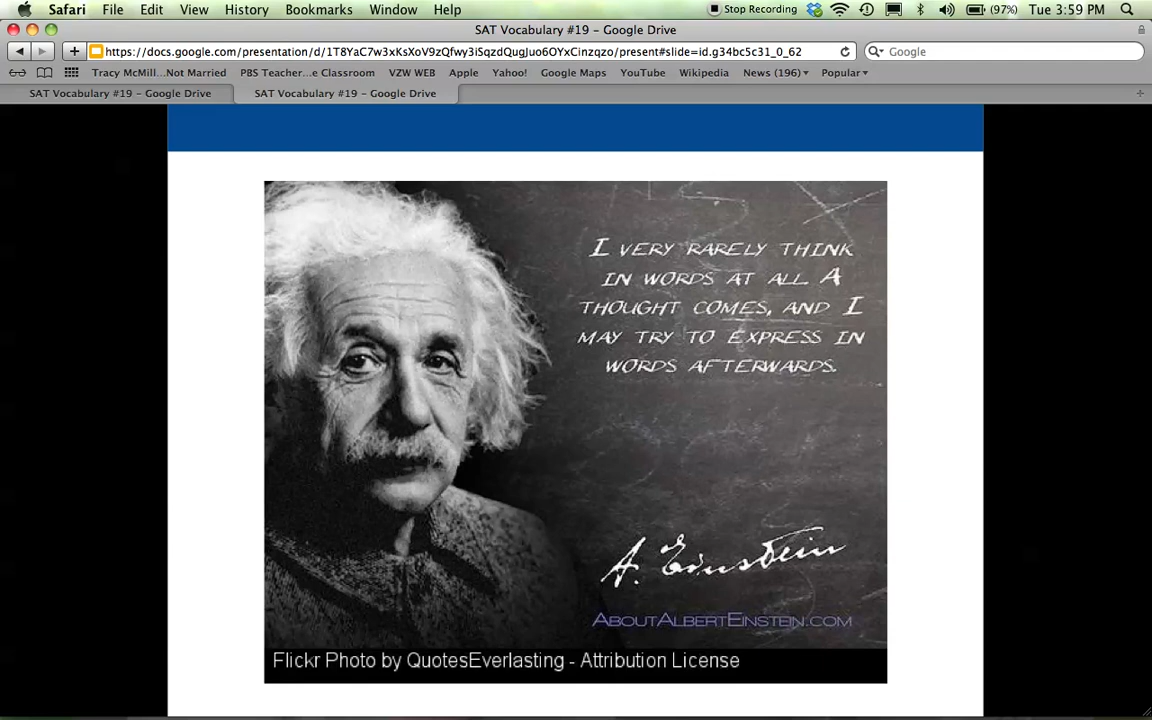 Safari File Edit View History Bookmarks Window Help Stop Recording (97%) Tue 3:59 PM
SAT Vocabulary #19 – Google Drive
https://docs.google.com/presentation/d/1T8YaC7w3xKsXoV9zQfwy3iSqzdQugJuo6OYxCinzqzo/present#slide=id.g34bc5c31_0_62 Google
Tracy McMill...Not Married PBS Teacher...e Classroom VZW WEB Apple Yahoo! Google Maps YouTube Wikipedia News (196) Popular
SAT Vocabulary #19 – Google Drive SAT Vocabulary #19 – Google Drive
I VERY RARELY THINK
IN WORDS AT ALL. A
THOUGHT COMES, AND I
MAY TRY TO EXPRESS IN
WORDS AFTERWARDS.
A. Einstein
ABOUTALBERTEINSTEIN.COM
Flickr Photo by QuotesEverlasting - Attribution License